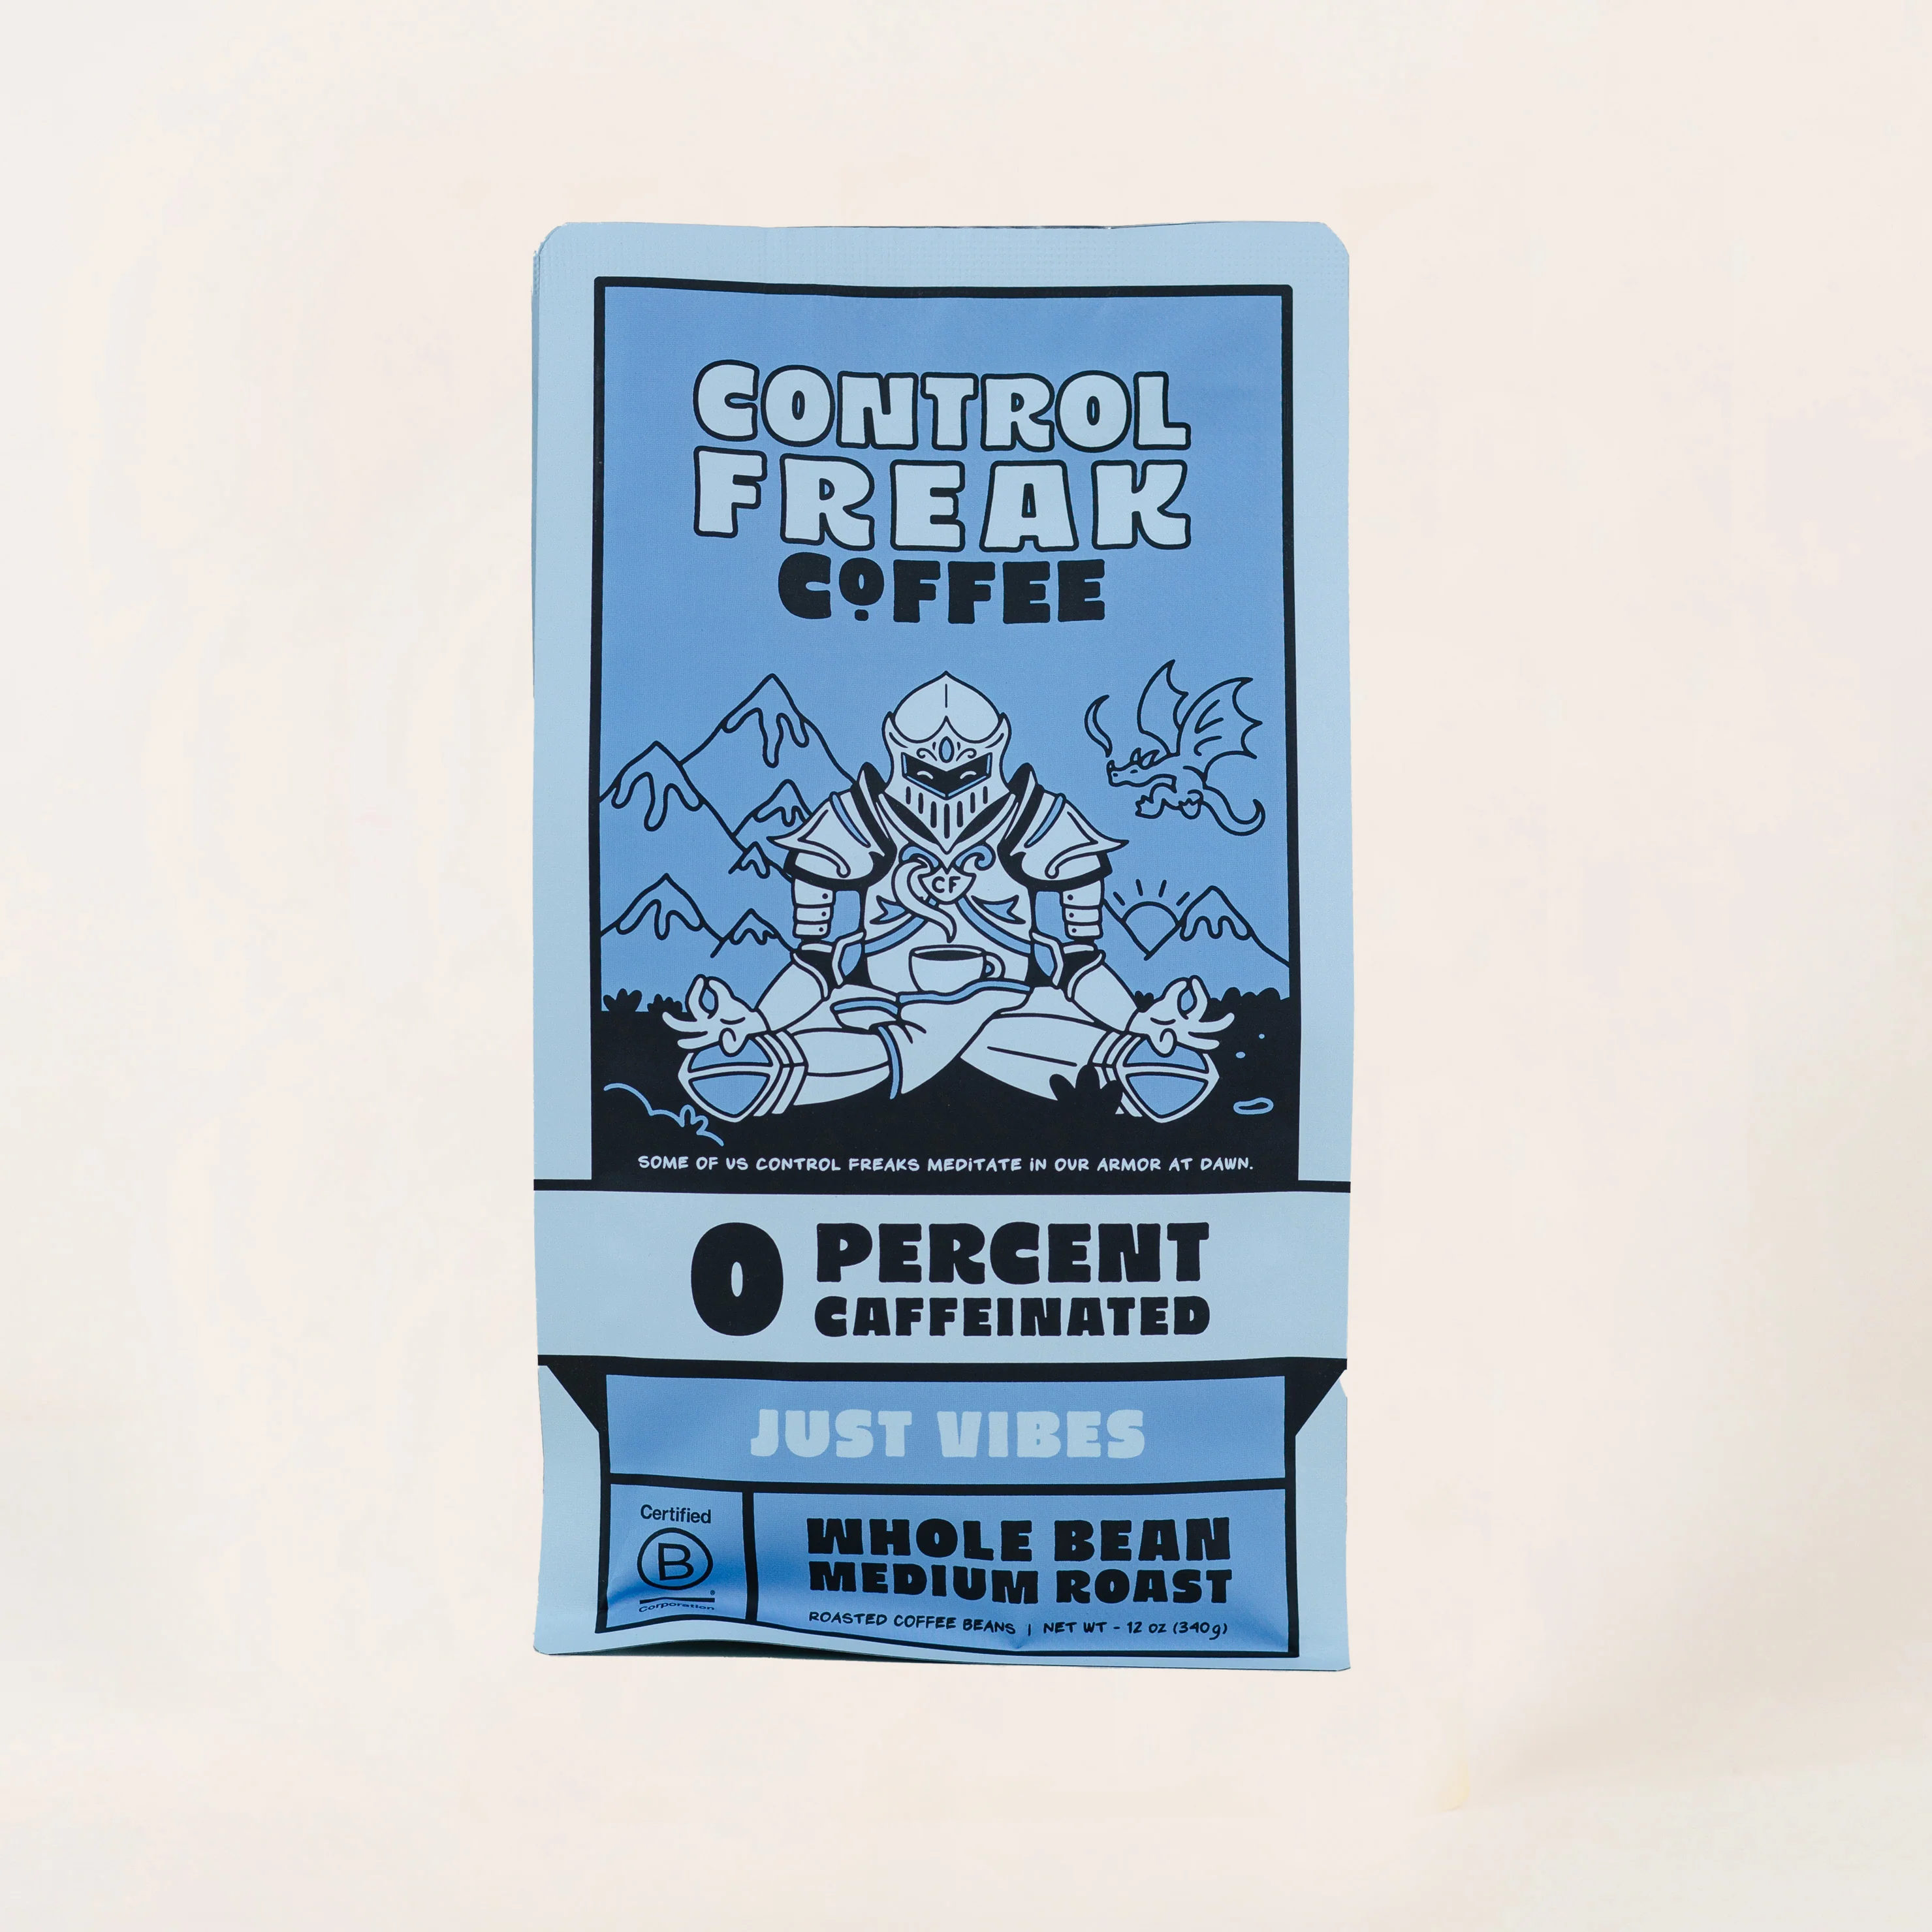 CONTROL
FREAK
COFFEE
CF
SOME OF US CONTROL FREAKS MEDITATE IN OUR ARMOR AT DAWN.
0 PERCENT
CAFFEINATED
JUST VIBES
Certified
B
Corporation
WHOLE BEAN
MEDIUM ROAST
ROASTED COFFEE BEANS | NET WT - 12 OZ (340g)